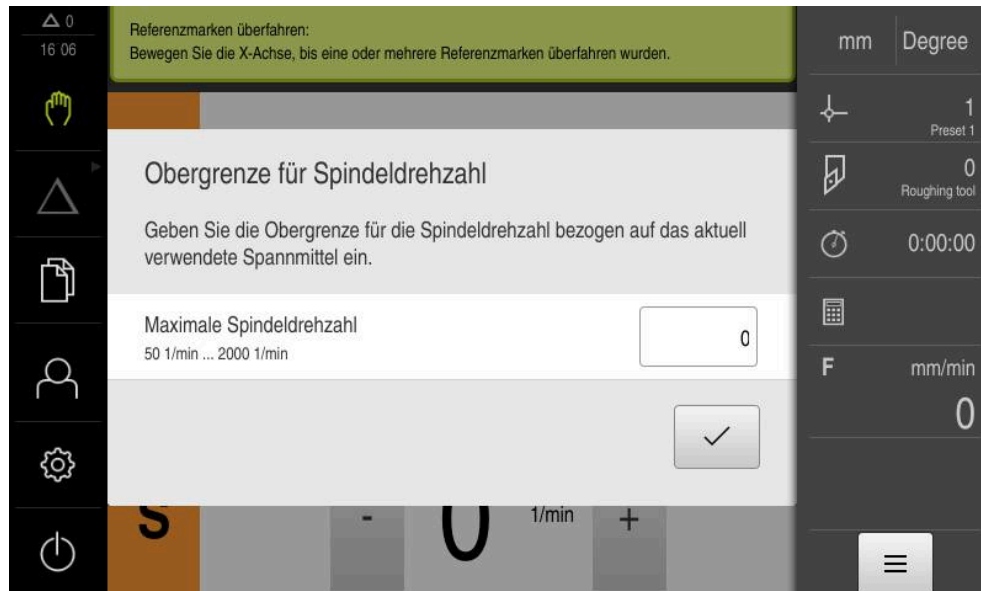 0
16 06
Referenzmarken überfahren:
Bewegen Sie die X-Achse, bis eine oder mehrere Referenzmarken überfahren wurden.
Obergrenze für Spindeldrehzahl
Geben Sie die Obergrenze für die Spindeldrehzahl bezogen auf das aktuell
verwendete Spannmittel ein.
Maximale Spindeldrehzahl
50 1/min ... 2000 1/min
0
S
- 0 1/min +
mm Degree
1
Preset 1
0
Roughing tool
0:00:00
F mm/min
0